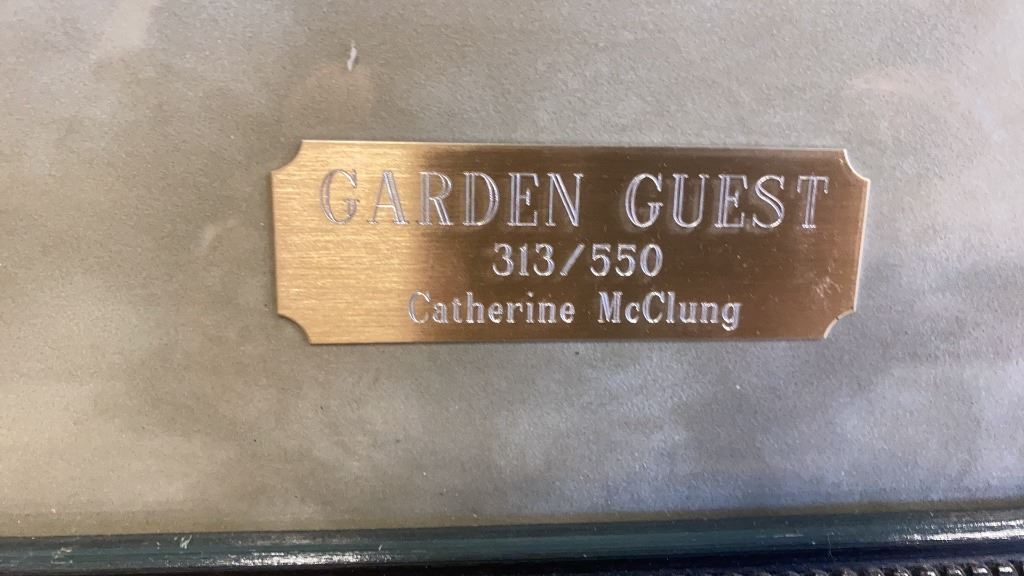 GARDEN GUEST
313/550
Catherine McClung